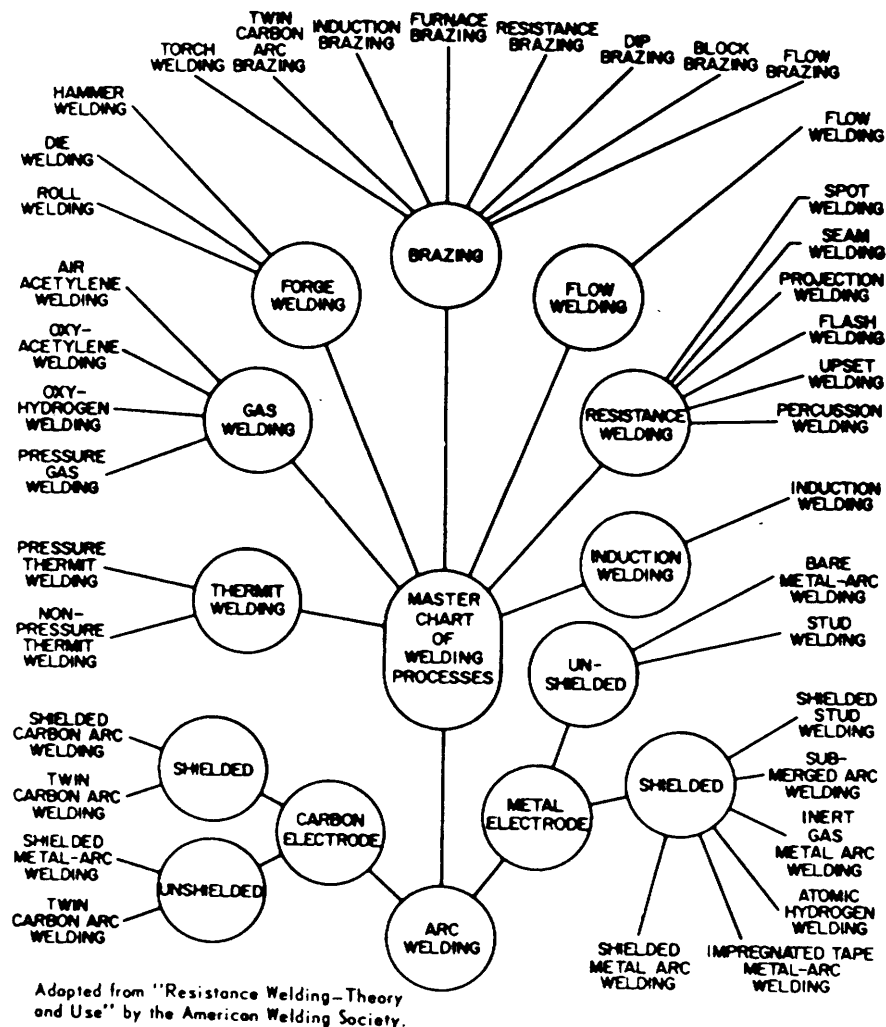 TORCH
WELDING
TWIN
CARBON
ARC
BRAZING
INDUCTION
BRAZING
FURNACE
BRAZING
RESISTANCE
BRAZING
DIP
BRAZING
BLOCK
BRAZING
FLOW
BRAZING
HAMMER
WELDING
DIE
WELDING
ROLL
WELDING
FLOW
WELDING
SPOT
WELDING
SEAM
WELDING
PROJECTION
WELDING
FLASH
WELDING
UPSET
WELDING
PERCUSSION
WELDING
BRAZING
FORGE
WELDING
FLOW
WELDING
AIR
ACETYLENE
WELDING
OXY-
ACETYLENE
WELDING
OXY-
HYDROGEN
WELDING
PRESSURE
GAS
WELDING
GAS
WELDING
RESISTANCE
WELDING
INDUCTION
WELDING
INDUCTION
WELDING
PRESSURE
THERMIT
WELDING
NON-
PRESSURE
THERMIT
WELDING
THERMIT
WELDING
MASTER
CHART
OF
WELDING
PROCESSES
BARE
METAL-ARC
WELDING
STUD
WELDING
UN-
SHIELDED
SHIELDED
CARBON ARC
WELDING
TWIN
CARBON ARC
WELDING
SHIELDED
METAL-ARC
WELDING
TWIN
CARBON ARC
WELDING
SHIELDED
UNSHIELDED
CARBON
ELECTRODE
METAL
ELECTRODE
SHIELDED
SHIELDED
STUD
WELDING
SUB-
MERGED ARC
WELDING
INERT
GAS
METAL ARC
WELDING
ATOMIC
HYDROGEN
WELDING
IMPREGNATED TAPE
METAL-ARC
WELDING
SHIELDED
METAL ARC
WELDING
ARC
WELDING
Adapted from "Resistance Welding—Theory
and Use" by the American Welding Society.